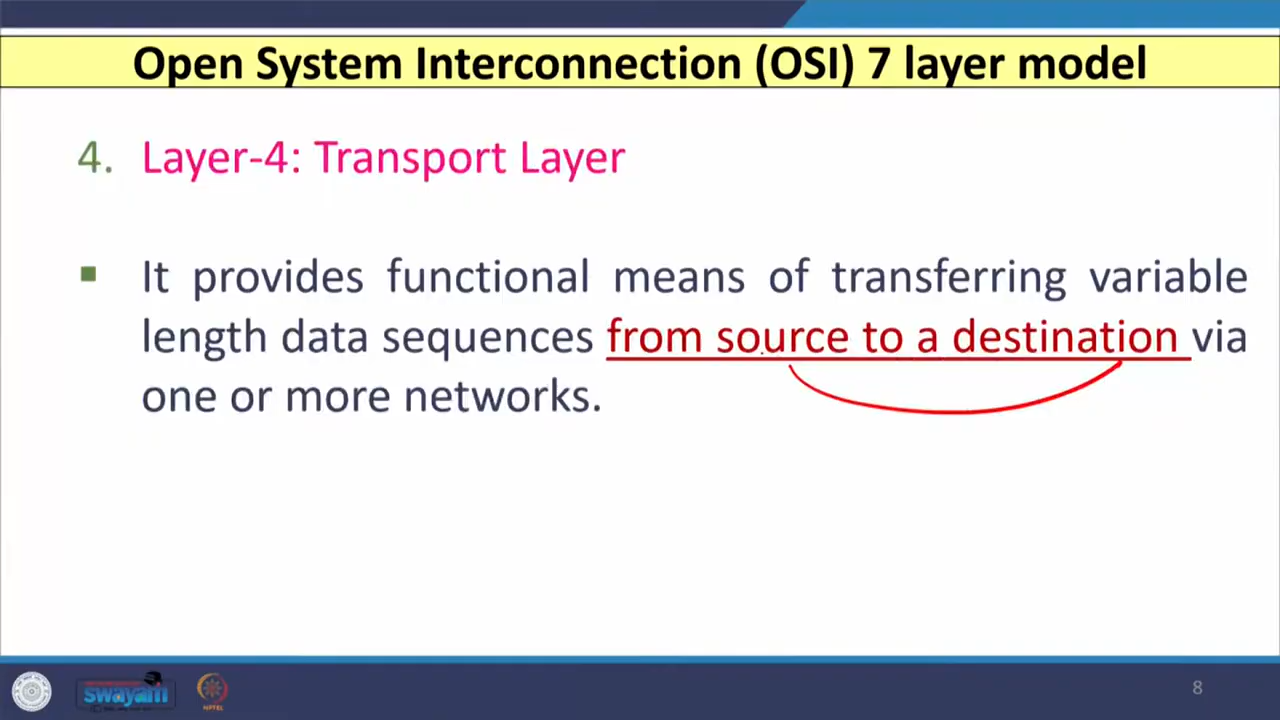 Open System Interconnection (OSI) 7 layer model
4. Layer-4: Transport Layer
▪ It provides functional means of transferring variable
length data sequences from source to a destination via
one or more networks.
swayam
NPTEL
8